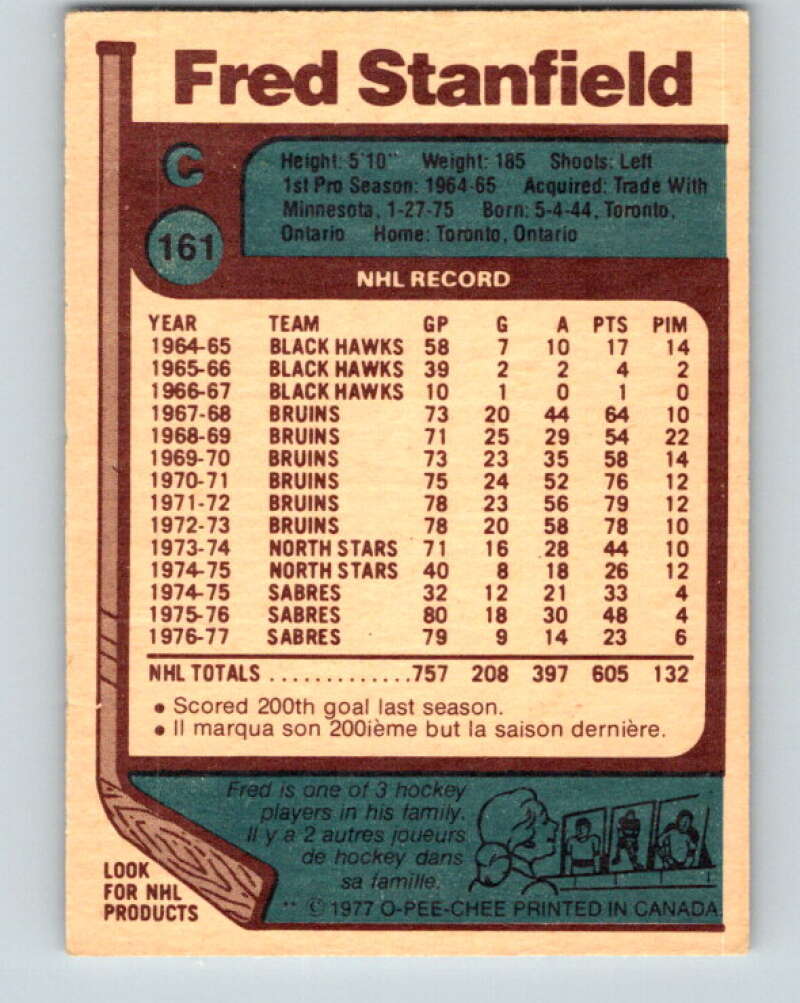 Fred Stanfield
C
161
Height: 5'10" Weight: 185 Shoots: Left
1st Pro Season: 1964-65 Acquired: Trade With
Minnesota, 1-27-75 Born: 5-4-44, Toronto,
Ontario Home: Toronto, Ontario
NHL RECORD
YEAR TEAM GP G A PTS PIM
1964-65 BLACK HAWKS 58 7 10 17 14
1965-66 BLACK HAWKS 39 2 2 4 2
1966-67 BLACK HAWKS 10 1 0 1 0
1967-68 BRUINS 73 20 44 64 10
1968-69 BRUINS 71 25 29 54 22
1969-70 BRUINS 73 23 35 58 14
1970-71 BRUINS 75 24 52 76 12
1971-72 BRUINS 78 23 56 79 12
1972-73 BRUINS 78 20 58 78 10
1973-74 NORTH STARS 71 16 28 44 10
1974-75 NORTH STARS 40 8 18 26 12
1974-75 SABRES 32 12 21 33 4
1975-76 SABRES 80 18 30 48 4
1976-77 SABRES 79 9 14 23 6
NHL TOTALS .............757 208 397 605 132
• Scored 200th goal last season.
• Il marqua son 200ième but la saison dernière.
Fred is one of 3 hockey
players in his family.
Il y a 2 autres joueurs
de hockey dans
sa famille.
LOOK
FOR NHL
PRODUCTS
** © 1977 O-PEE-CHEE PRINTED IN CANADA